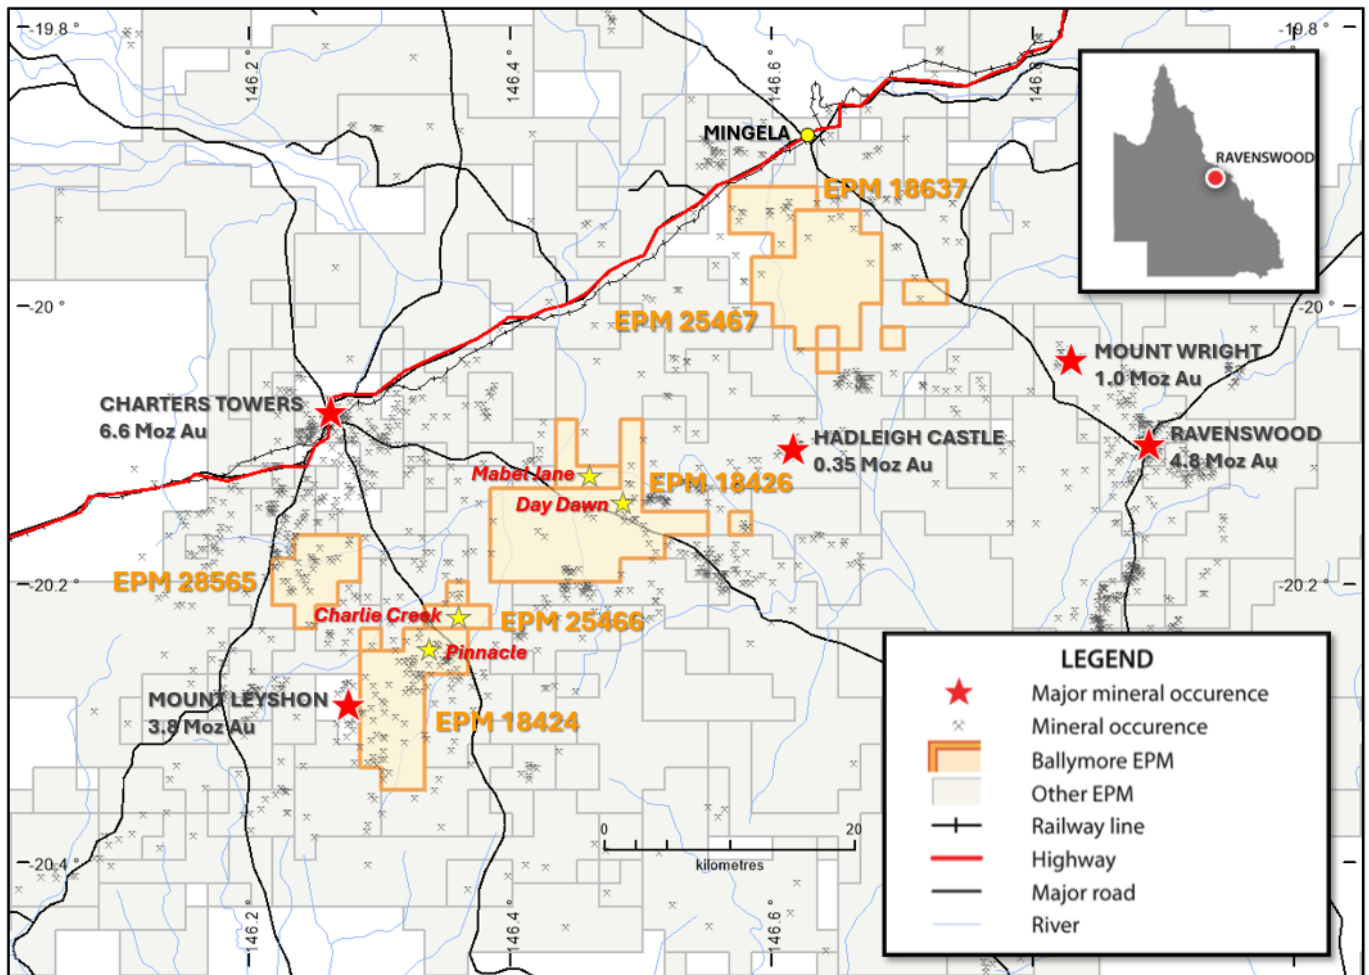 -19.8 °
-19.8 °
146.2 °
146.4 °
146.6 °
MINGELA
RAVENSWOOD
EPM 18637
-20 °
-20 °
EPM 25467
MOUNT WRIGHT
1.0 Moz Au
CHARTERS TOWERS
6.6 Moz Au
HADLEIGH CASTLE
0.35 Moz Au
RAVENSWOOD
4.8 Moz Au
Mabel Jane
EPM 18426
Day Dawn
EPM 28565
-20.2 °
-20.2 °
Charlie Creek
EPM 25466
Pinnacle
MOUNT LEYSHON
3.8 Moz Au
EPM 18424
LEGEND
Major mineral occurence
Mineral occurence
Ballymore EPM
Other EPM
Railway line
Highway
Major road
River
0
20
kilometres
-20.4 °
146.2 °
146.4 °
146.6 °